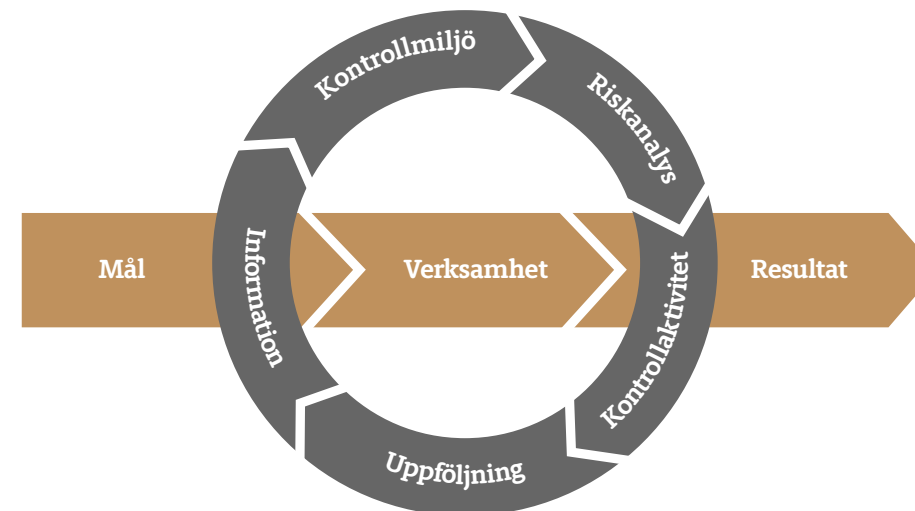 Kontrollmiljö
Riskanalys
Mål
Information
Verksamhet
Kontrollaktivitet
Resultat
Uppföljning